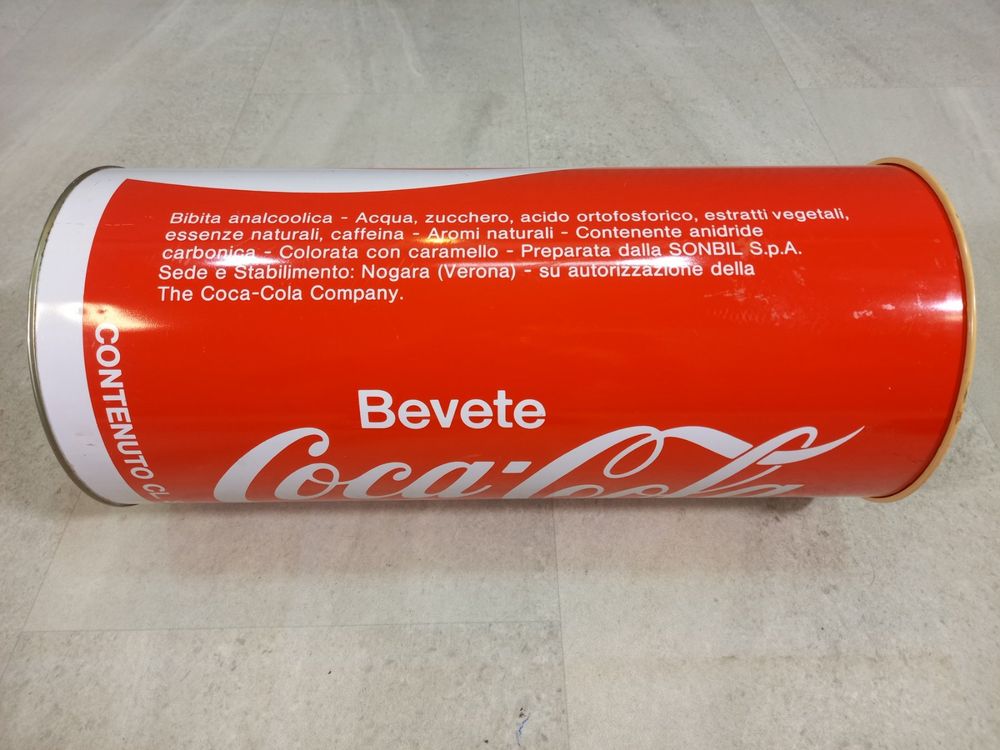 Bibita analcoolica - Acqua, zucchero, acido ortofosforico, estratti vegetali,
essenze naturali, caffeina - Aromi naturali - Contenente anidride
carbonica - Colorata con caramello - Preparata dalla SONBIL S.p.A.
Sede e Stabilimento: Nogara (Verona) - su autorizzazione della
The Coca-Cola Company.
CONTENUTO CL
Bevete
Coca-Cola